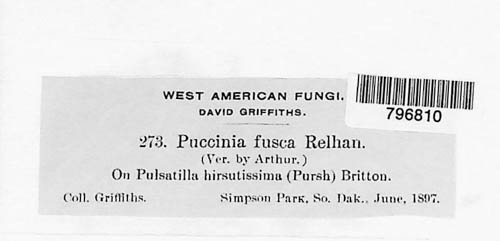 WEST AMERICAN FUNGI.
DAVID GRIFFITHS.
796810
273. Puccinia fusca Relhan.
(Ver. by Arthur.)
On Pulsatilla hirsutissima (Pursh) Britton.
Coll. Griffiths. Simpson Park, So. Dak., June, 1897.